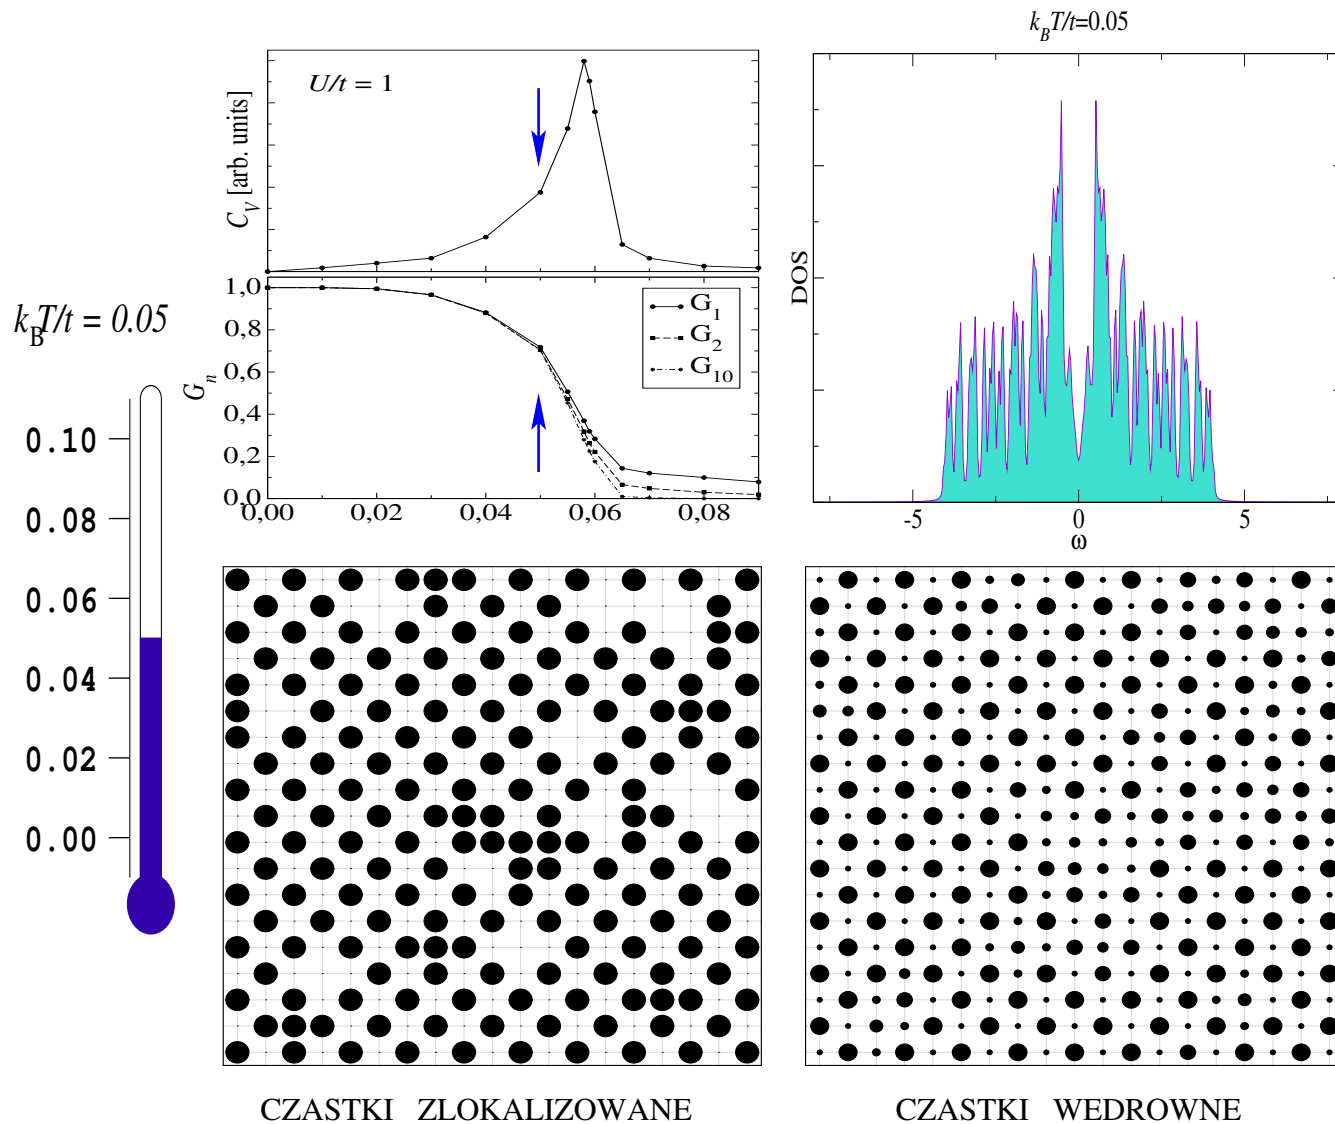 k_BT/t=0.05
U/t = 1
C_V [arb. units]
DOS
1,0
0,8
0,6
0,4
0,2
0,0
G_n
G_1
G_2
G_10
0,00 0,02 0,04 0,06 0,08
-5 0 5
ω
k_BT/t = 0.05
0.10
0.08
0.06
0.04
0.02
0.00
CZASTKI ZLOKALIZOWANE
CZASTKI WEDROWNE